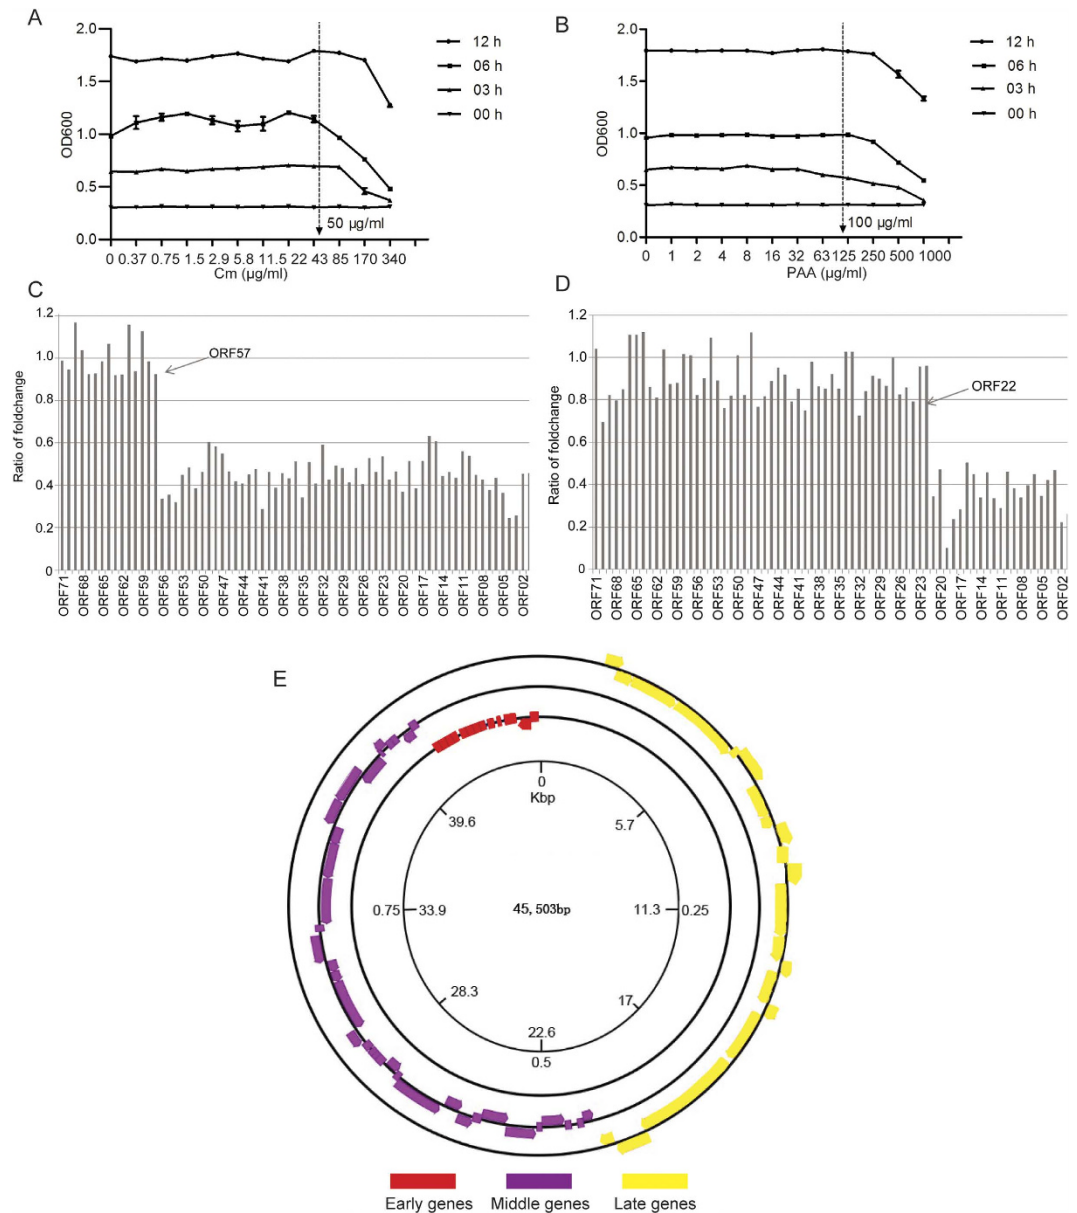 A
2.0
1.5
1.0
0.5
0.0
OD600
12 h
06 h
03 h
00 h
50 µg/ml
0 0.37 0.75 1.5 2.9 5.8 11.5 22 43 85 170 340
Cm (µg/ml)
B
2.0
1.5
1.0
0.5
0.0
OD600
12 h
06 h
03 h
00 h
100 µg/ml
0 1 2 4 8 16 32 63 125 250 500 1000
PAA (µg/ml)
C
1.2
1.0
0.8
0.6
0.4
0.2
0
Ratio of foldchange
ORF57
ORF71 ORF68 ORF65 ORF62 ORF59 ORF56 ORF53 ORF50 ORF47 ORF44 ORF41 ORF38 ORF35 ORF32 ORF29 ORF26 ORF23 ORF20 ORF17 ORF14 ORF11 ORF08 ORF05 ORF02
D
1.2
1.0
0.8
0.6
0.4
0.2
0
Ratio of foldchange
ORF22
ORF71 ORF68 ORF65 ORF62 ORF59 ORF56 ORF53 ORF50 ORF47 ORF44 ORF41 ORF38 ORF35 ORF32 ORF29 ORF26 ORF23 ORF20 ORF17 ORF14 ORF11 ORF08 ORF05 ORF02
E
0
Kbp
39.6
5.7
0.75 33.9
45, 503bp
11.3 0.25
28.3
17
22.6
0.5
Early genes Middle genes Late genes